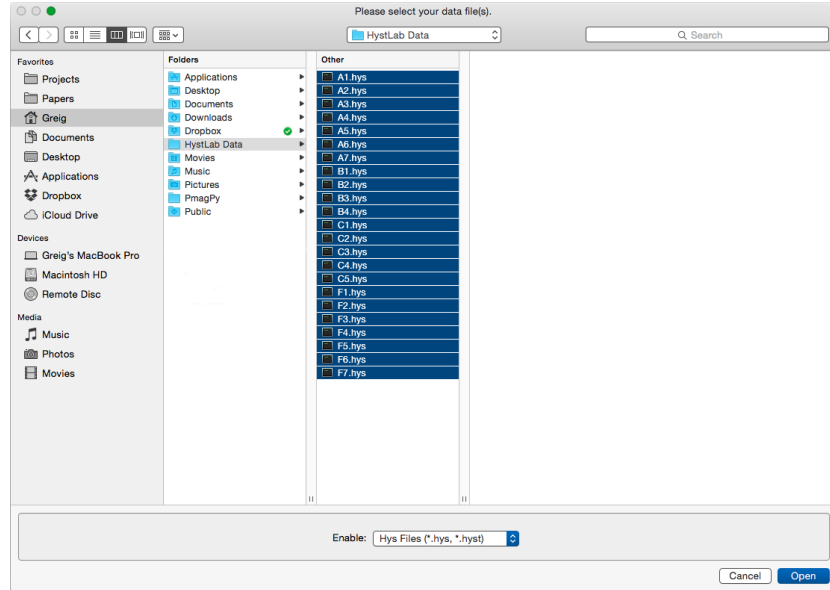 Please select your data file(s).
HystLab Data
Search
Favorites
Projects
Papers
Greig
Documents
Desktop
Applications
Dropbox
iCloud Drive
Devices
Greig's MacBook Pro
Macintosh HD
Remote Disc
Media
Music
Photos
Movies
Folders
Applications
Desktop
Documents
Downloads
Dropbox
HystLab Data
Movies
Music
Pictures
PmagPy
Public
Other
A1.hys
A2.hys
A3.hys
A4.hys
A5.hys
A6.hys
A7.hys
B1.hys
B2.hys
B3.hys
B4.hys
C1.hys
C2.hys
C3.hys
C4.hys
C5.hys
F1.hys
F2.hys
F3.hys
F4.hys
F5.hys
F6.hys
F7.hys
Enable: Hys Files (*.hys, *.hyst)
Cancel Open